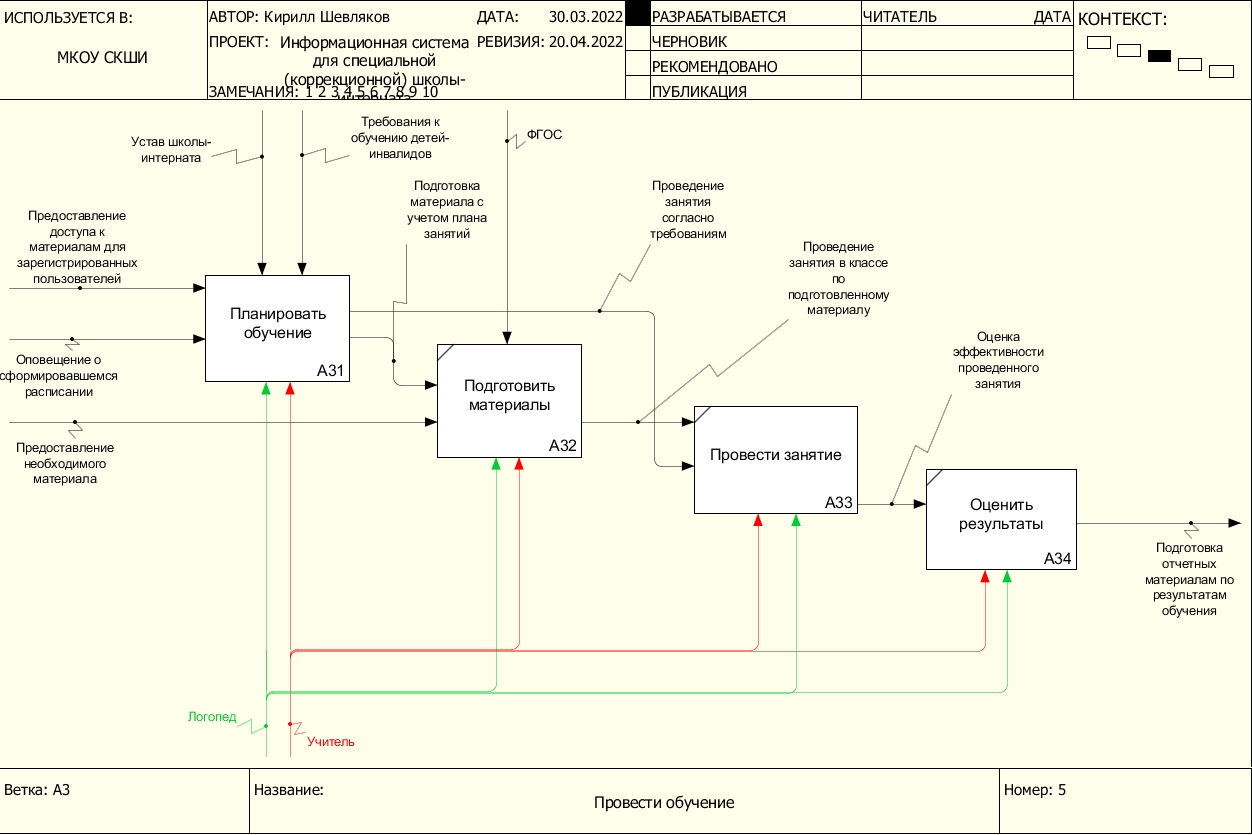 ИСПОЛЬЗУЕТСЯ В:
МКОУ СКШИ
АВТОР: Кирилл Шевляков
ДАТА: 30.03.2022
ПРОЕКТ: Информационная система
для специальной
(коррекционной) школы-
интерната
РЕВИЗИЯ: 20.04.2022
ЗАМЕЧАНИЯ: 1 2 3 4 5 6 7 8 9 10
РАЗРАБАТЫВАЕТСЯ
ЧЕРНОВИК
РЕКОМЕНДОВАНО
ПУБЛИКАЦИЯ
ЧИТАТЕЛЬ
ДАТА
КОНТЕКСТ:
Устав школы-
интерната
Требования к
обучению детей-
инвалидов
ФГОС
Подготовка
материала с
учетом плана
занятий
Проведение
занятия
согласно
требованиям
Предоставление
доступа к
материалам для
зарегистрированных
пользователей
Проведение
занятия в классе
по
подготовленному
материалу
Планировать
обучение
A31
Оценка
эффективности
проведенного
занятия
Оповещение о
сформировавшемся
расписании
Подготовить
материалы
A32
Предоставление
необходимого
материала
Провести занятие
A33
Оценить
результаты
A34
Подготовка
отчетных
материалам по
результатам
обучения
Логопед
Учитель
Ветка: A3
Название:
Провести обучение
Номер: 5